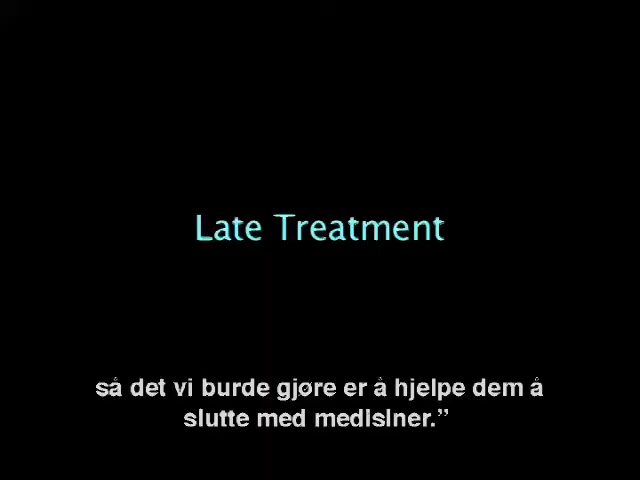 Late Treatment
så det vi burde gjøre er å hjelpe dem å
slutte med medisiner.”